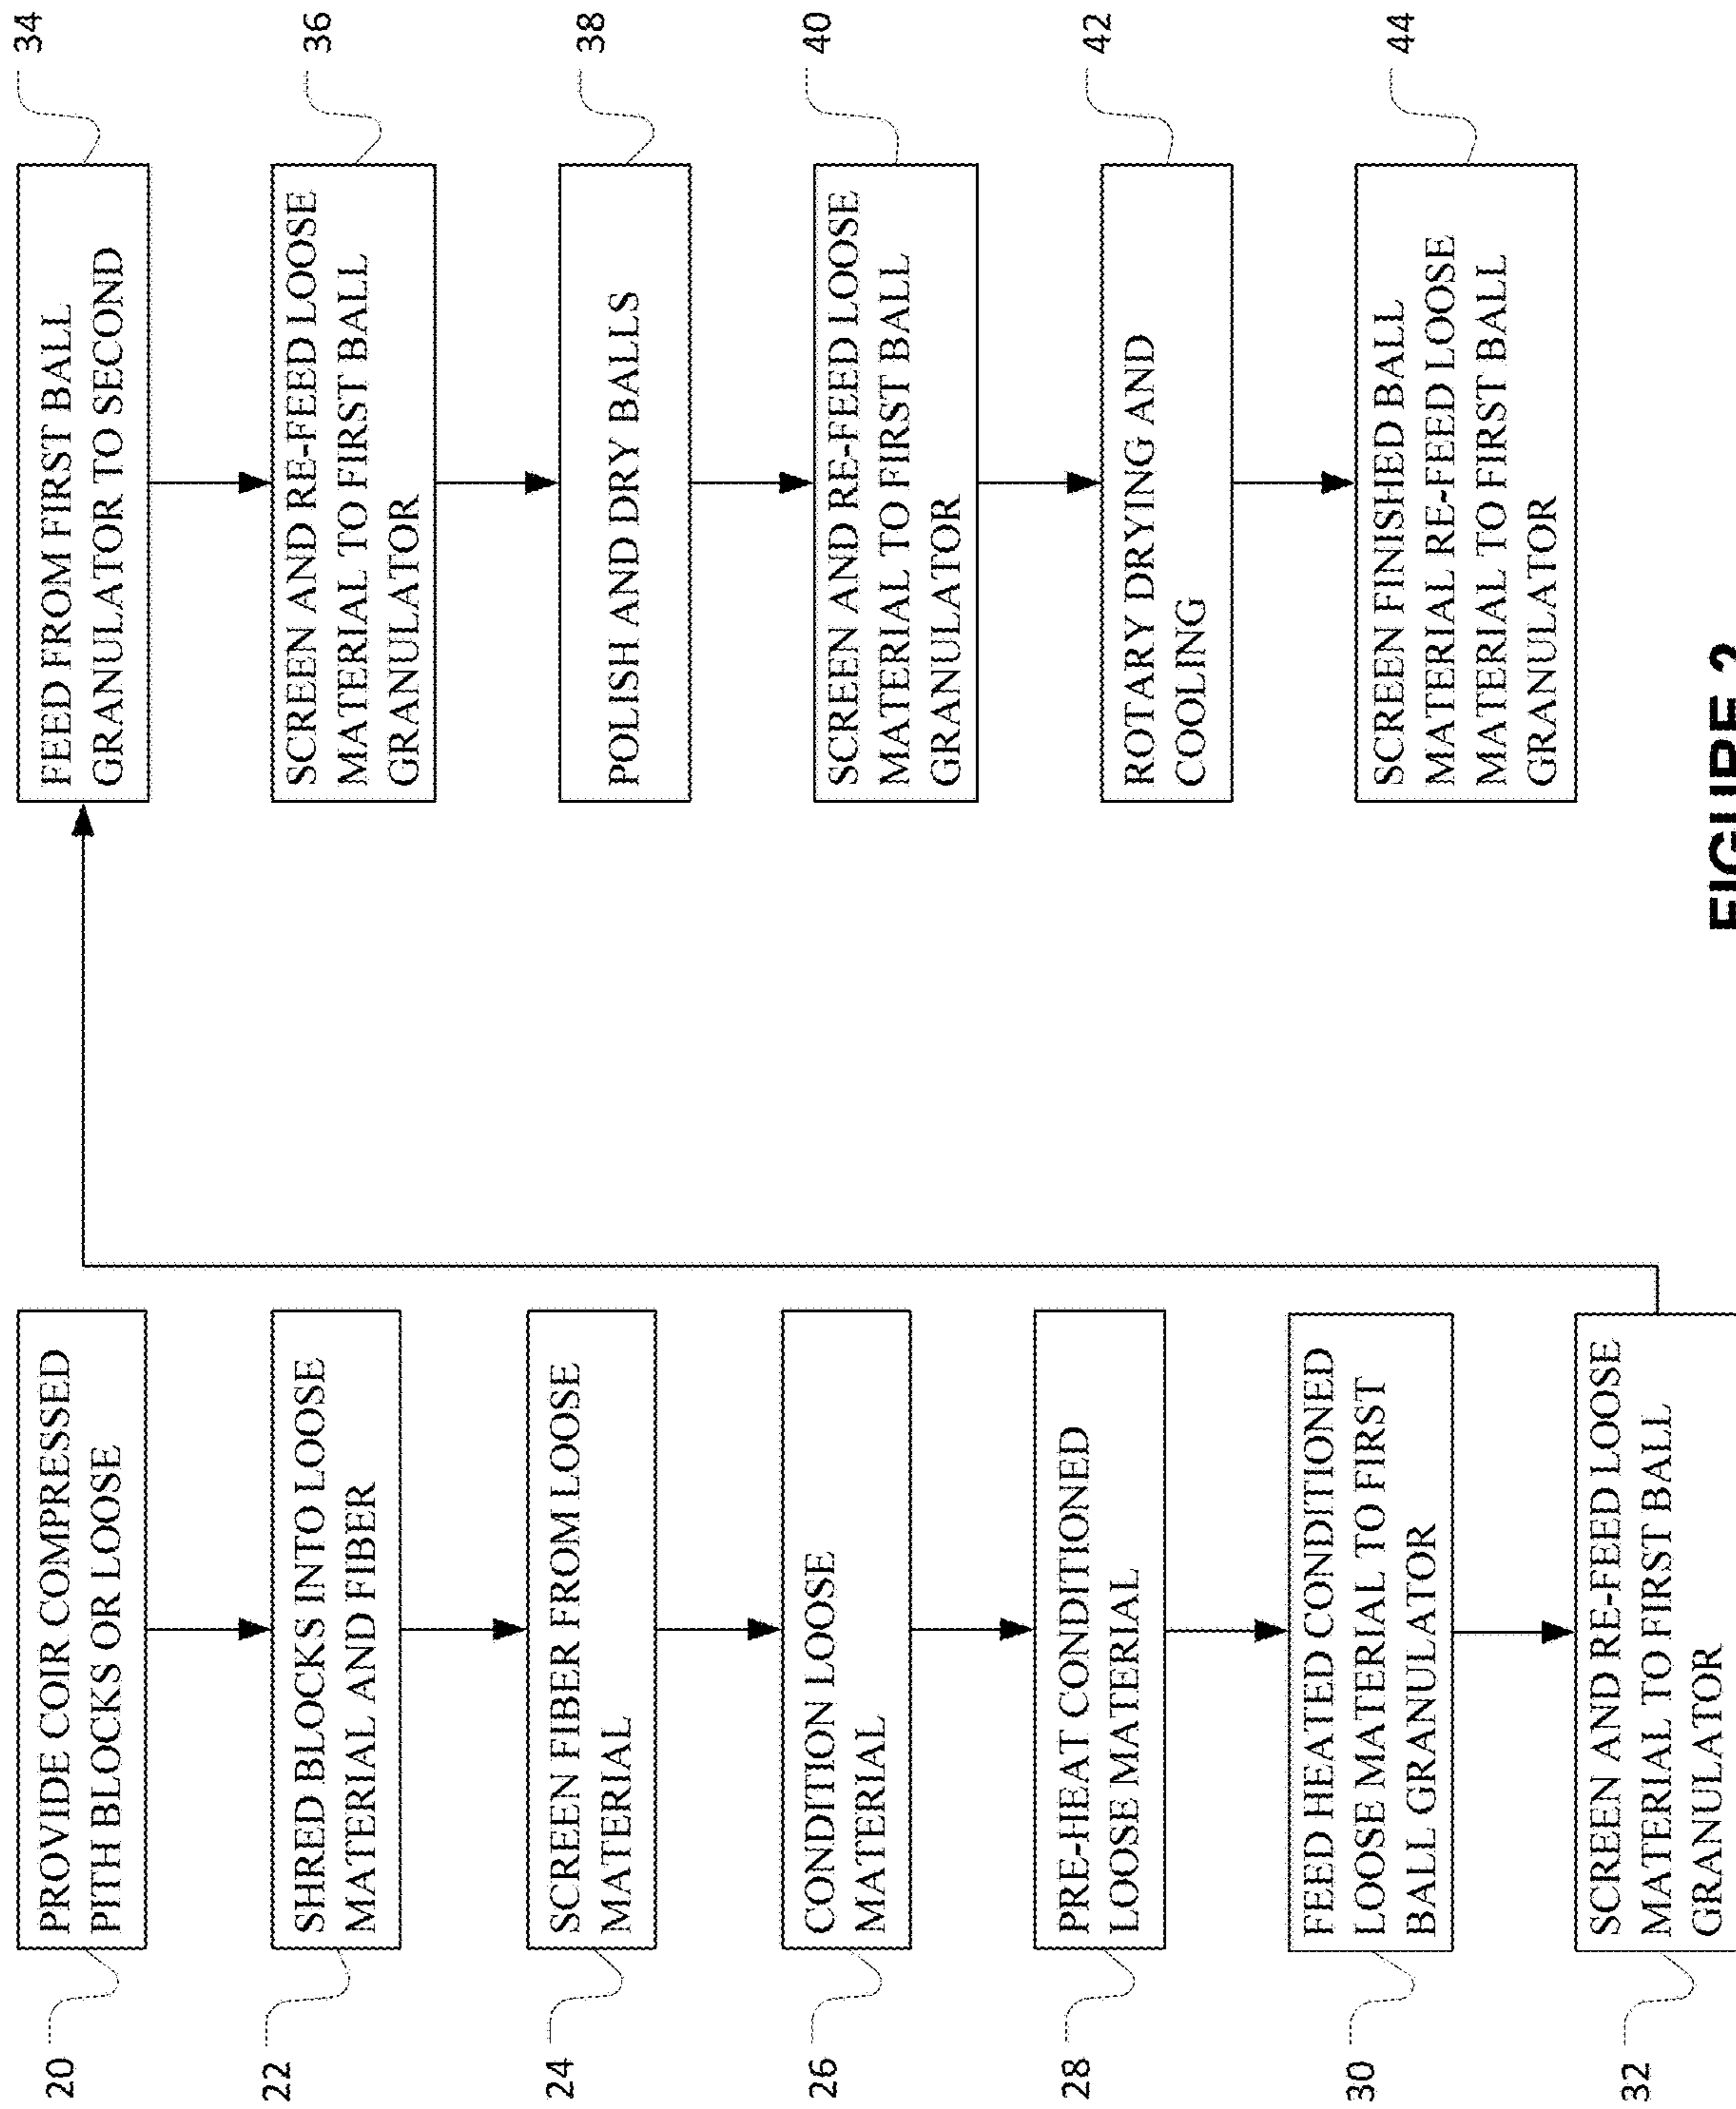 20
PROVIDE COIR COMPRESSED
PITH BLOCKS OR LOOSE
22
SHRED BLOCKS INTO LOOSE
MATERIAL AND FIBER
24
SCREEN FIBER FROM LOOSE
MATERIAL
26
CONDITION LOOSE
MATERIAL
28
PRE-HEAT CONDITIONED
LOOSE MATERIAL
30
FEED HEATED CONDITIONED
LOOSE MATERIAL TO FIRST
BALL GRANULATOR
32
SCREEN AND RE-FEED LOOSE
MATERIAL TO FIRST BALL
GRANULATOR
34
FEED FROM FIRST BALL
GRANULATOR TO SECOND
36
SCREEN AND RE-FEED LOOSE
MATERIAL TO FIRST BALL
GRANULATOR
38
POLISH AND DRY BALLS
40
SCREEN AND RE-FEED LOOSE
MATERIAL TO FIRST BALL
GRANULATOR
42
ROTARY DRYING AND
COOLING
44
SCREEN FINISHED BALL
MATERIAL RE-FEED LOOSE
MATERIAL TO FIRST BALL
GRANULATOR
FIGURE